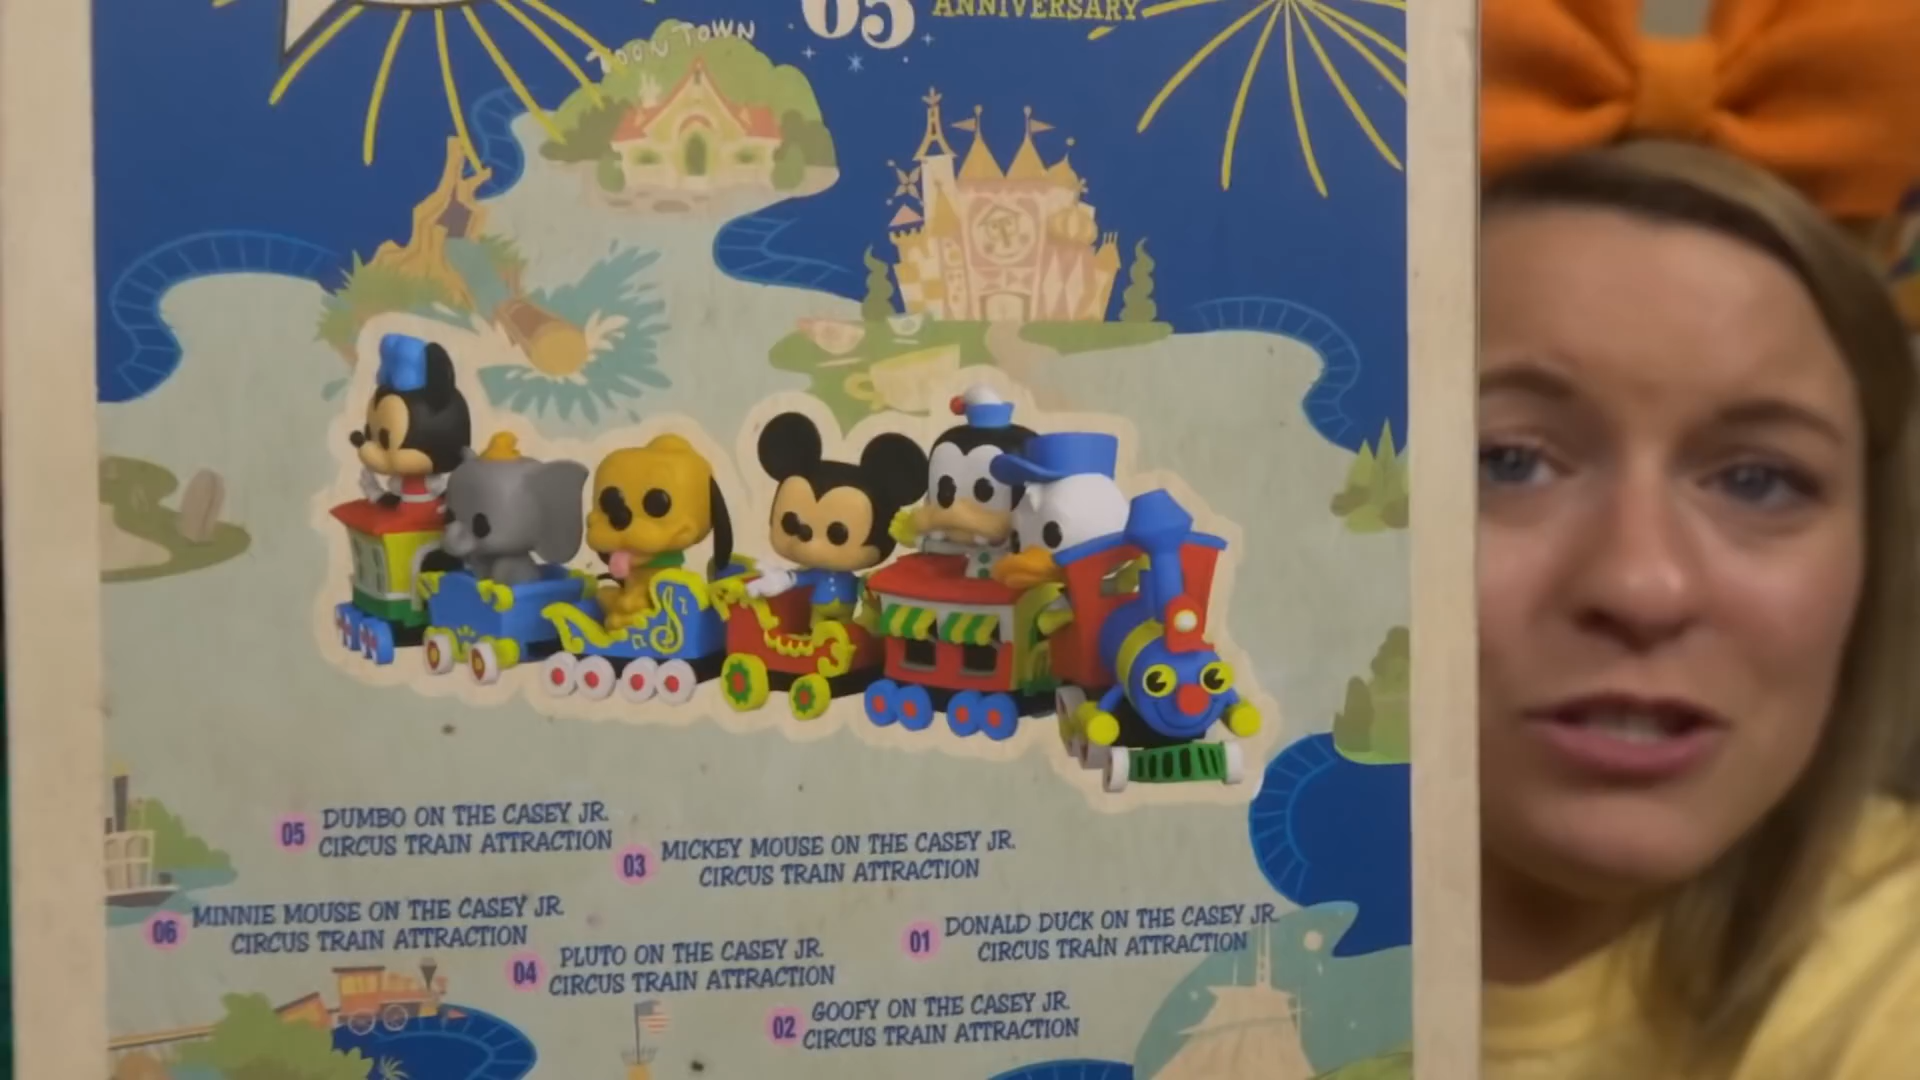 65
ANNIVERSARY
TOON TOWN
05
DUMBO ON THE CASEY JR.
CIRCUS TRAIN ATTRACTION
03
MICKEY MOUSE ON THE CASEY JR.
CIRCUS TRAIN ATTRACTION
06
MINNIE MOUSE ON THE CASEY JR.
CIRCUS TRAIN ATTRACTION
04
PLUTO ON THE CASEY JR.
CIRCUS TRAIN ATTRACTION
01
DONALD DUCK ON THE CASEY JR.
CIRCUS TRAIN ATTRACTION
02
GOOFY ON THE CASEY JR.
CIRCUS TRAIN ATTRACTION